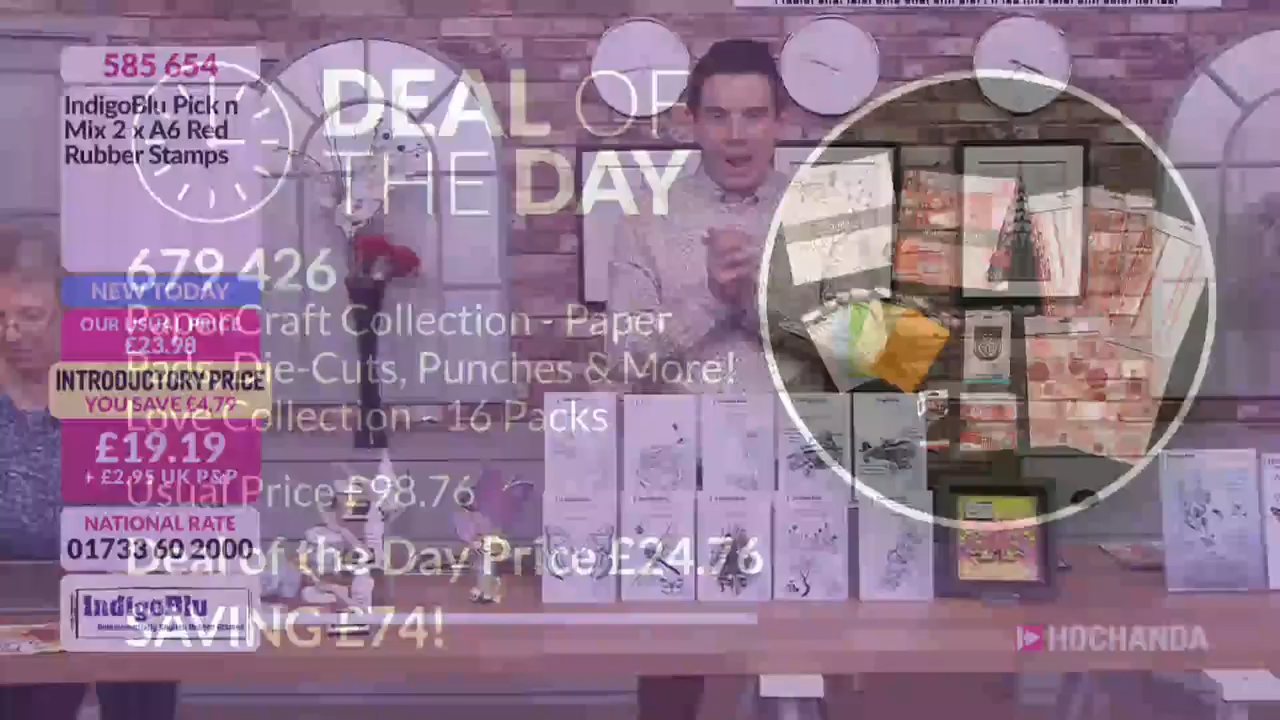 585 654
IndigoBlu Pick n
Mix 2 x A6 Red
Rubber Stamps
NEW TODAY
OUR USUAL PRICE
£23.98
INTRODUCTORY PRICE
YOU SAVE £4.79
£19.19
+ £2.95 UK P&P
NATIONAL RATE
01733 60 2000
IndigoBlu
DEAL OF
THE DAY
679 426
Paper Craft Collection - Paper
Pads, Die-Cuts, Punches & More!
Love Collection - 16 Packs
Usual Price £98.76
Deal of the Day Price £24.76
SAVING £74!
HOCHANDA